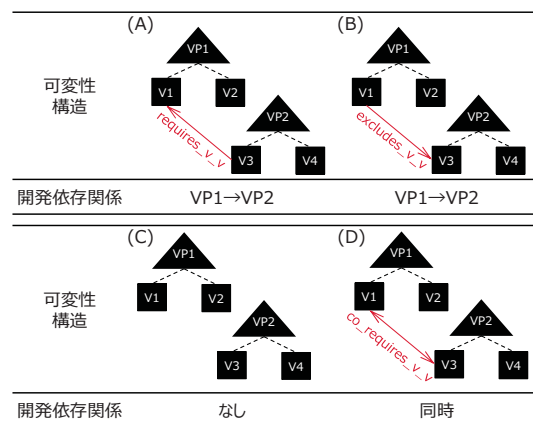 (A)
(B)
可変性
構造
VP1
V1
V2
requires_v_v
VP2
V3
V4
VP1
V1
V2
excludes_v_v
VP2
V3
V4
開発依存関係
VP1→VP2
VP1→VP2
(C)
(D)
可変性
構造
VP1
V1
V2
VP2
V3
V4
VP1
V1
V2
co_requires_v_v
VP2
V3
V4
開発依存関係
なし
同時